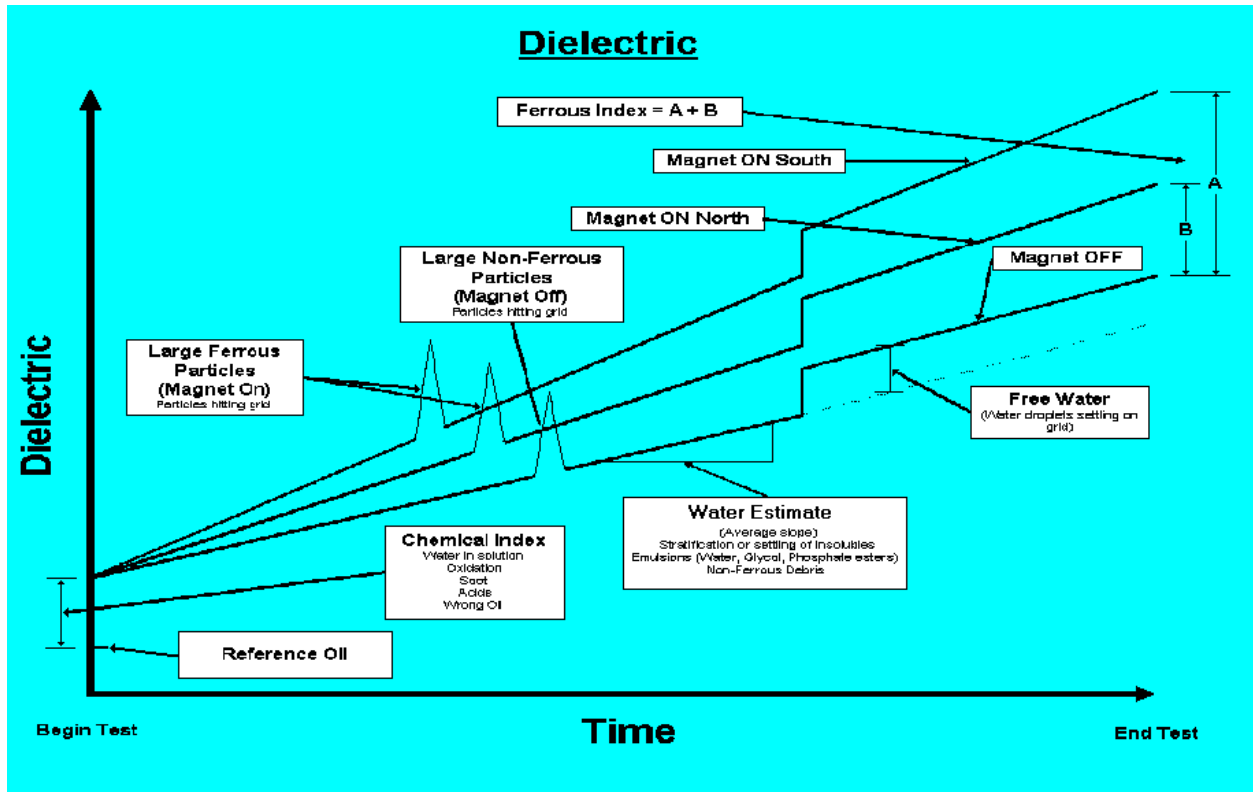 Dielectric
Ferrous Index = A + B
Magnet ON South
A
Magnet ON North
B
Large Non-Ferrous
Particles
(Magnet Off)
Particles hitting grid
Magnet OFF
Large Ferrous
Particles
(Magnet On)
Particles hitting grid
Dielectric
Free Water
(Water droplets settling on
grid)
Water Estimate
(Average slope)
Stratification or settling of insolubles
Emulsions (Water, Glycol, Phosphate esters)
Non-Ferrous Debris
Chemical Index
Water in solution
Oxidation
Soot
Acids
Wrong Oil
Reference Oil
Begin Test
Time
End Test